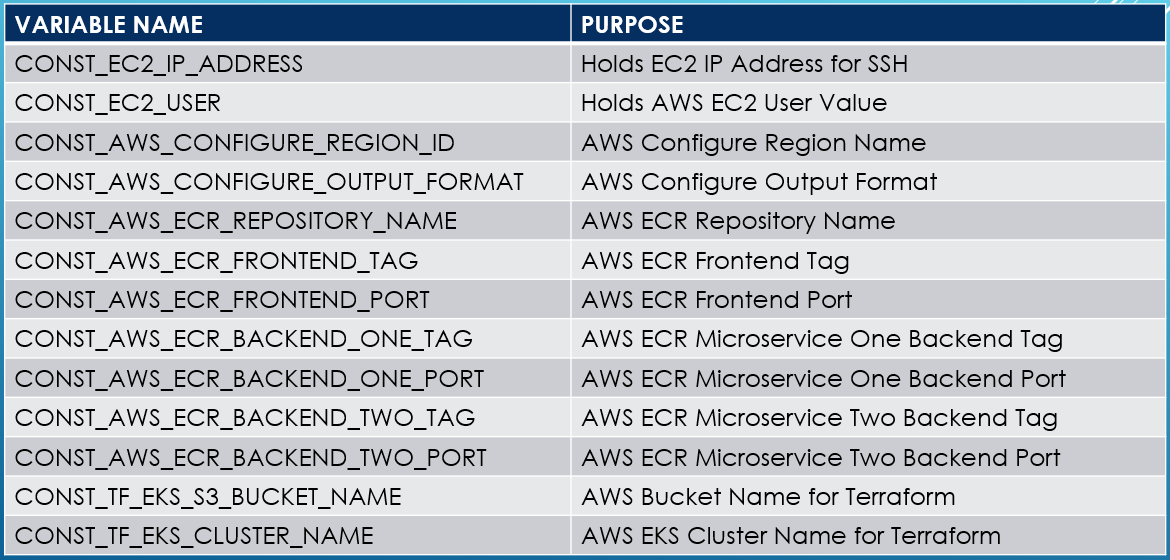 VARIABLE NAME PURPOSE
CONST_EC2_IP_ADDRESS Holds EC2 IP Address for SSH
CONST_EC2_USER Holds AWS EC2 User Value
CONST_AWS_CONFIGURE_REGION_ID AWS Configure Region Name
CONST_AWS_CONFIGURE_OUTPUT_FORMAT AWS Configure Output Format
CONST_AWS_ECR_REPOSITORY_NAME AWS ECR Repository Name
CONST_AWS_ECR_FRONTEND_TAG AWS ECR Frontend Tag
CONST_AWS_ECR_FRONTEND_PORT AWS ECR Frontend Port
CONST_AWS_ECR_BACKEND_ONE_TAG AWS ECR Microservice One Backend Tag
CONST_AWS_ECR_BACKEND_ONE_PORT AWS ECR Microservice One Backend Port
CONST_AWS_ECR_BACKEND_TWO_TAG AWS ECR Microservice Two Backend Tag
CONST_AWS_ECR_BACKEND_TWO_PORT AWS ECR Microservice Two Backend Port
CONST_TF_EKS_S3_BUCKET_NAME AWS Bucket Name for Terraform
CONST_TF_EKS_CLUSTER_NAME AWS EKS Cluster Name for Terraform